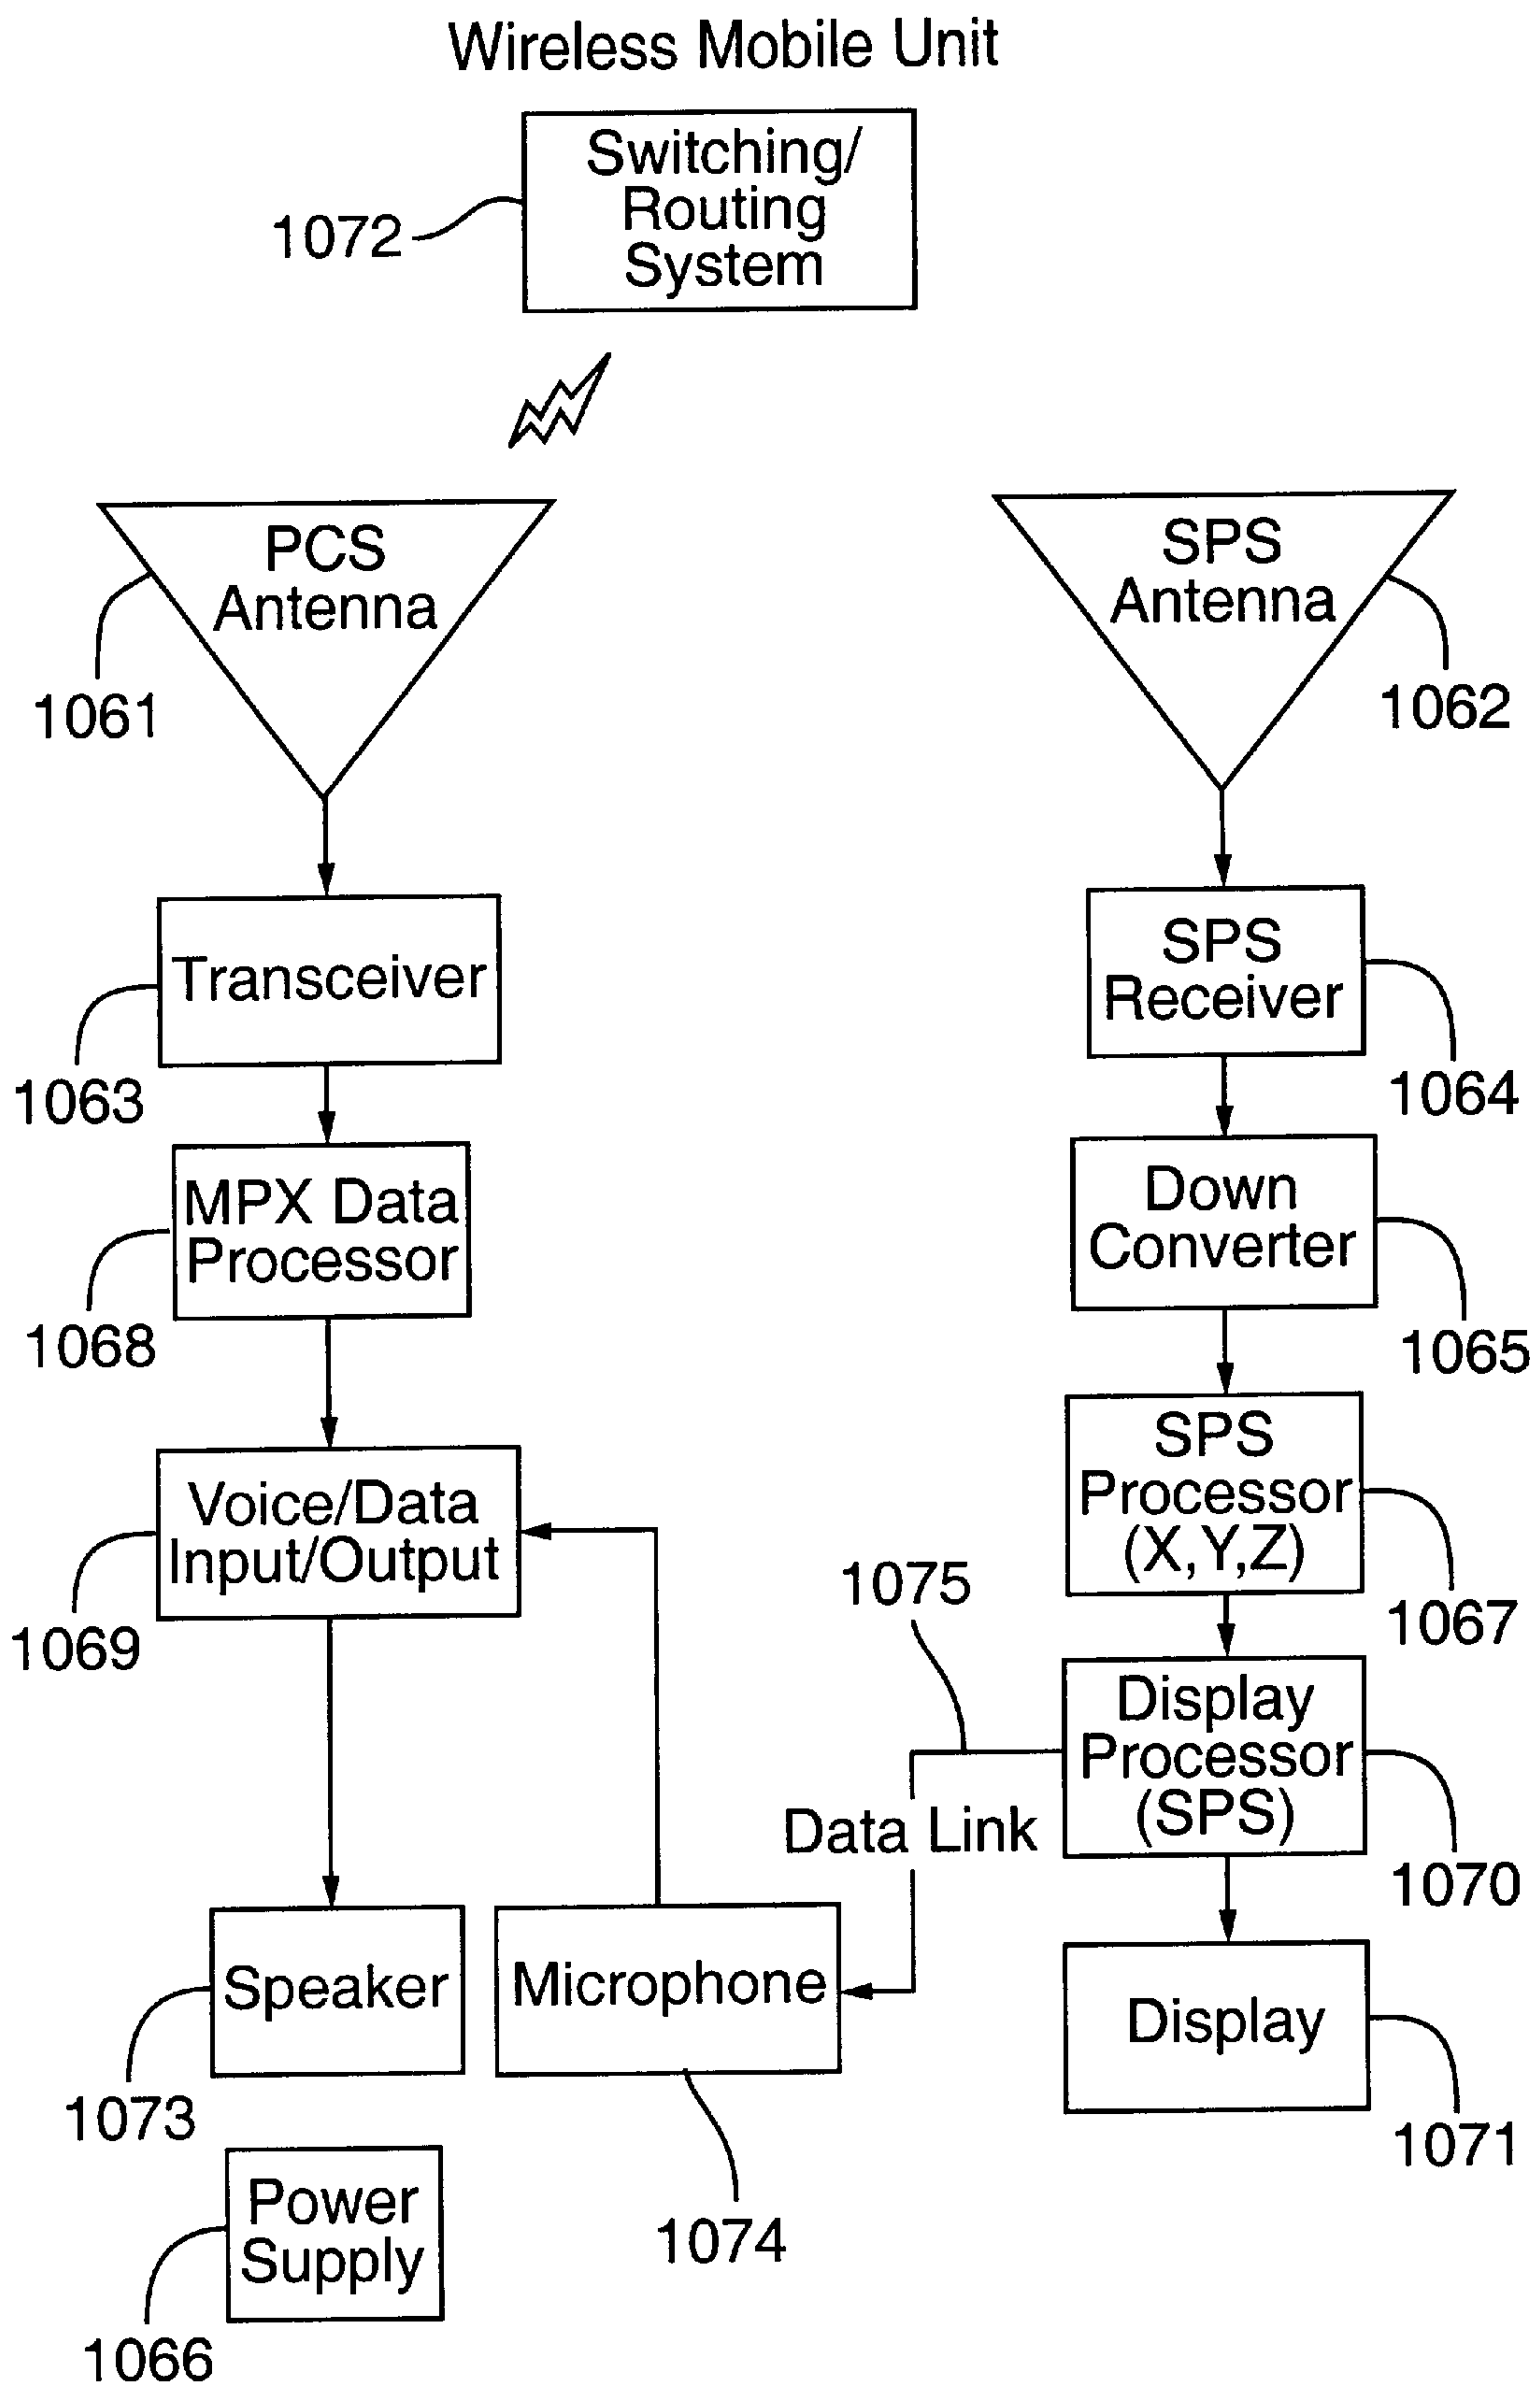 Wireless Mobile Unit
Switching/
Routing
System
1072
PCS
Antenna
1061
SPS
Antenna
1062
Transceiver
1063
SPS
Receiver
1064
MPX Data
Processor
1068
Down
Converter
1065
Voice/Data
Input/Output
1069
SPS
Processor
(X,Y,Z)
1067
1075
Data Link
Display
Processor
(SPS)
1070
Speaker
1073
Microphone
1074
Display
1071
Power
Supply
1066